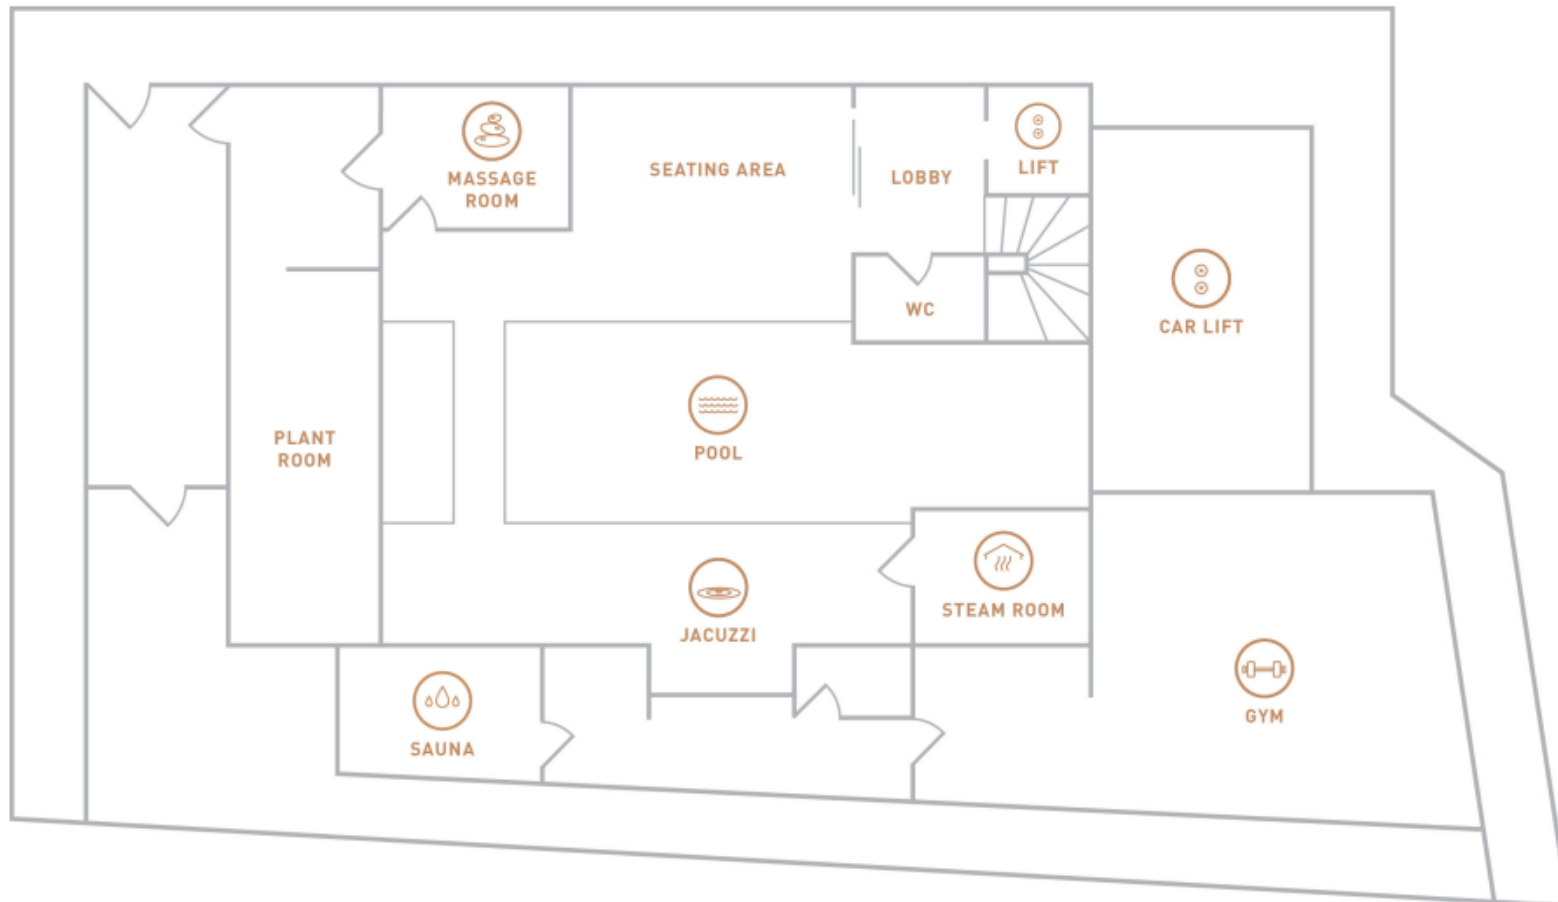 MASSAGE
ROOM
SEATING AREA
LOBBY
LIFT
WC
CAR LIFT
PLANT
ROOM
POOL
JACUZZI
STEAM ROOM
SAUNA
GYM